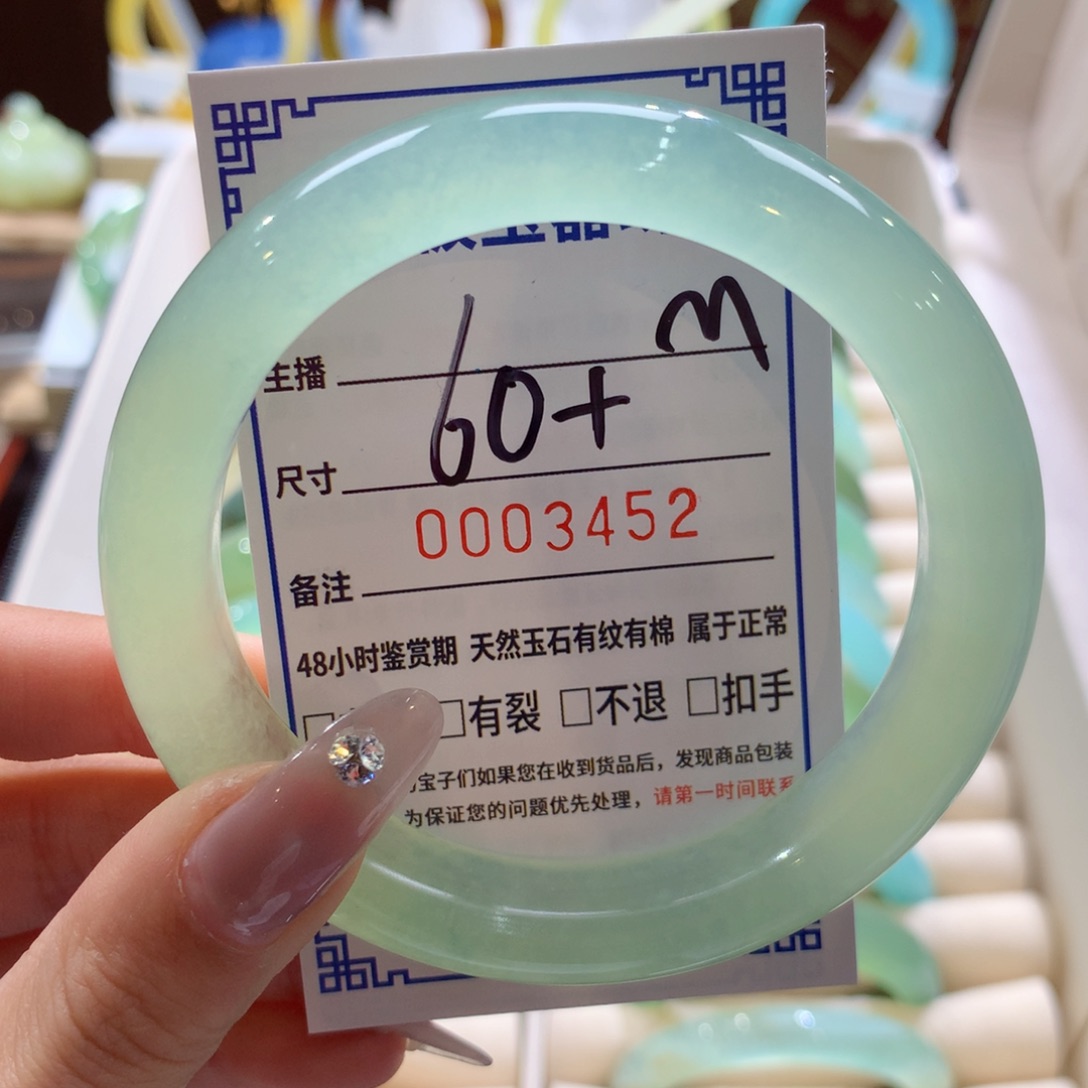 玉器
M
主播
60+
尺寸
0003452
备注
48小时鉴赏期 天然玉石有纹有棉 属于正常
□ □有裂 □不退 □扣手
宝子们如果您在收到货品后，发现商品包装
为保证您的问题优先处理，请第一时间联系